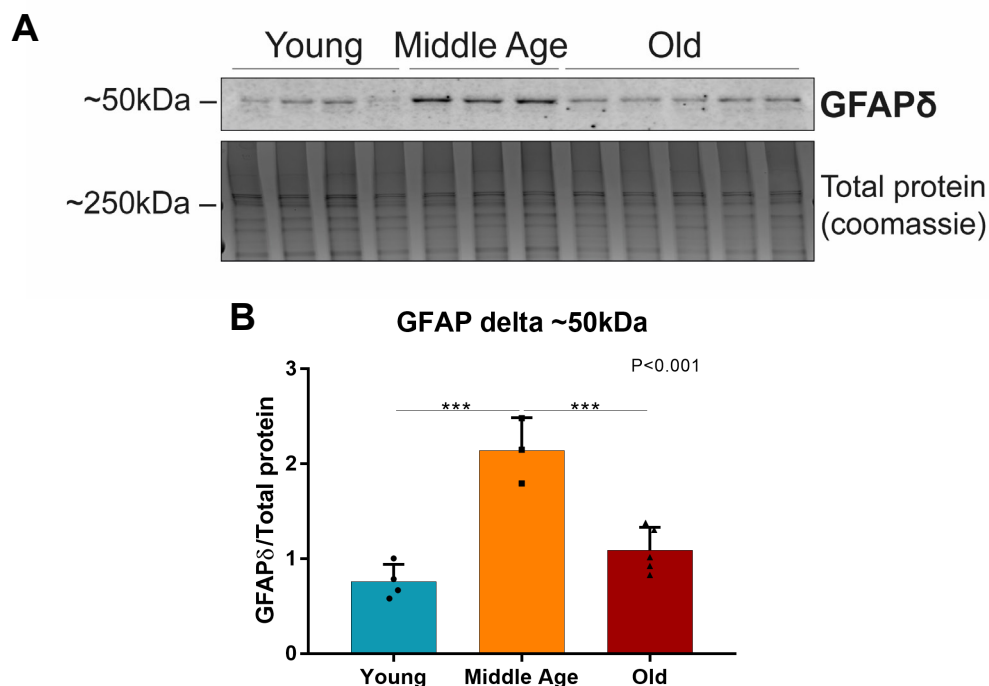 A
Young Middle Age Old
~50kDa GFAPδ
~250kDa Total protein
(coomassie)
B
GFAP delta ~50kDa
P<0.001
*** ***
3
2
1
0
GFAPδ/Total protein
Young Middle Age Old